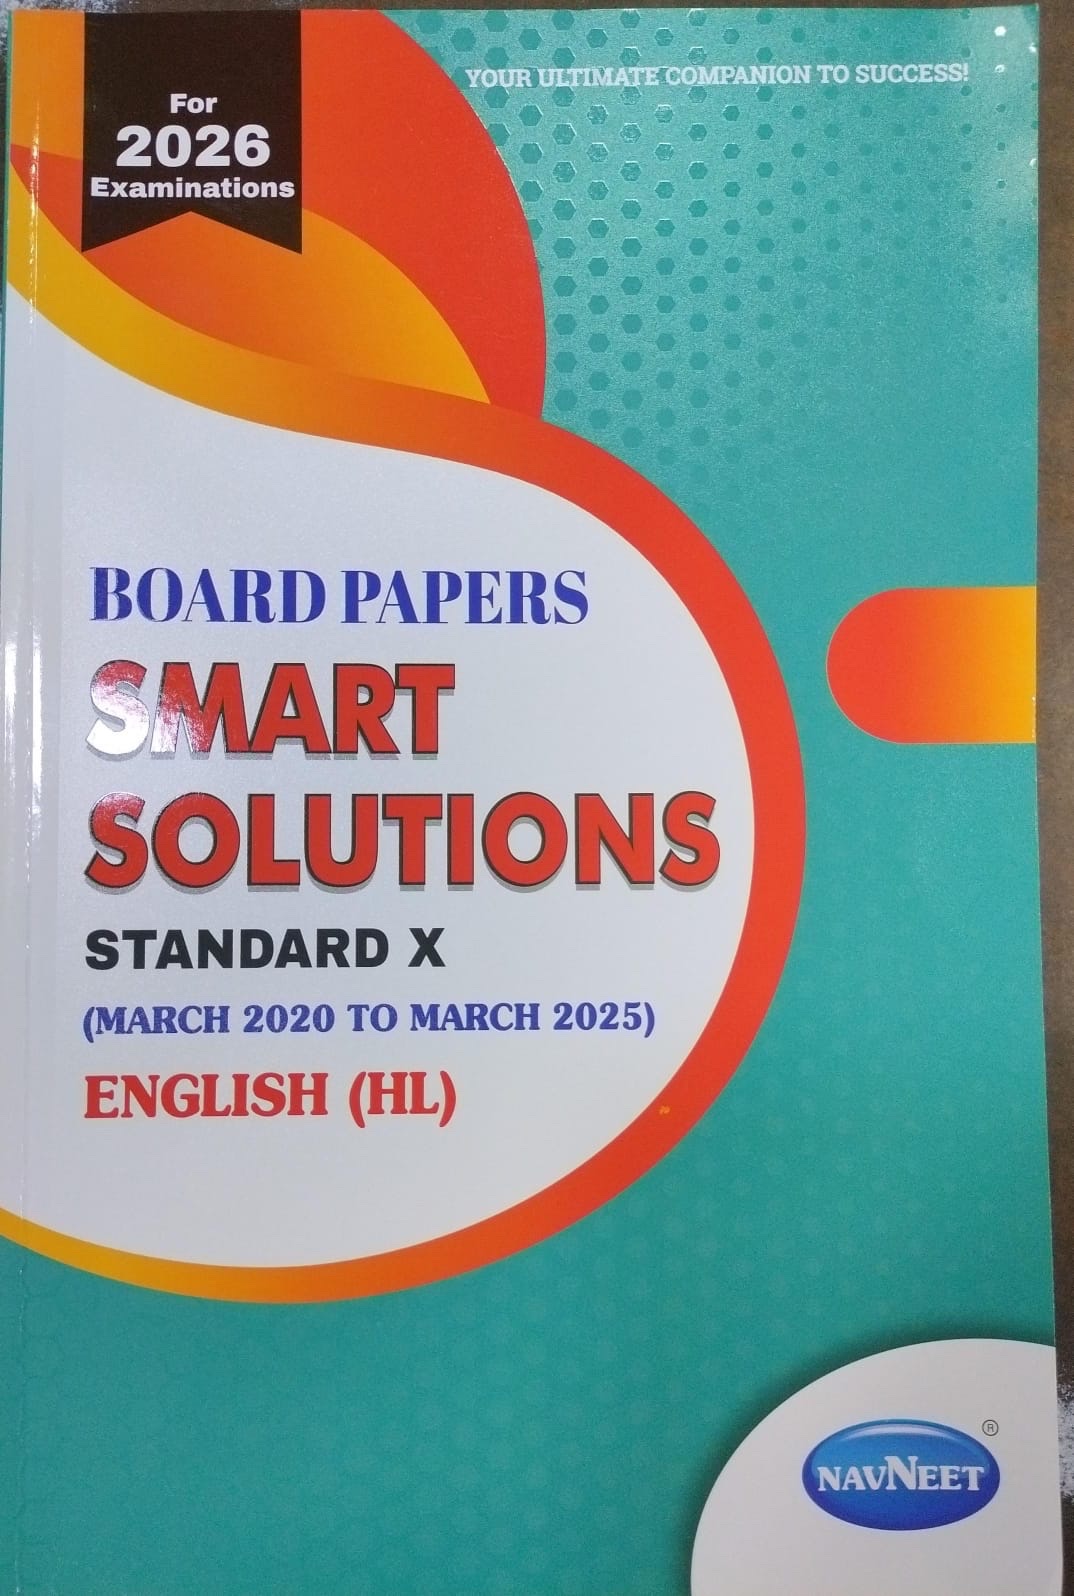 For
2026
Examinations
YOUR ULTIMATE COMPANION TO SUCCESS!
BOARD PAPERS
SMART
SOLUTIONS
STANDARD X
(MARCH 2020 TO MARCH 2025)
ENGLISH (HL)
NAVNEET ®